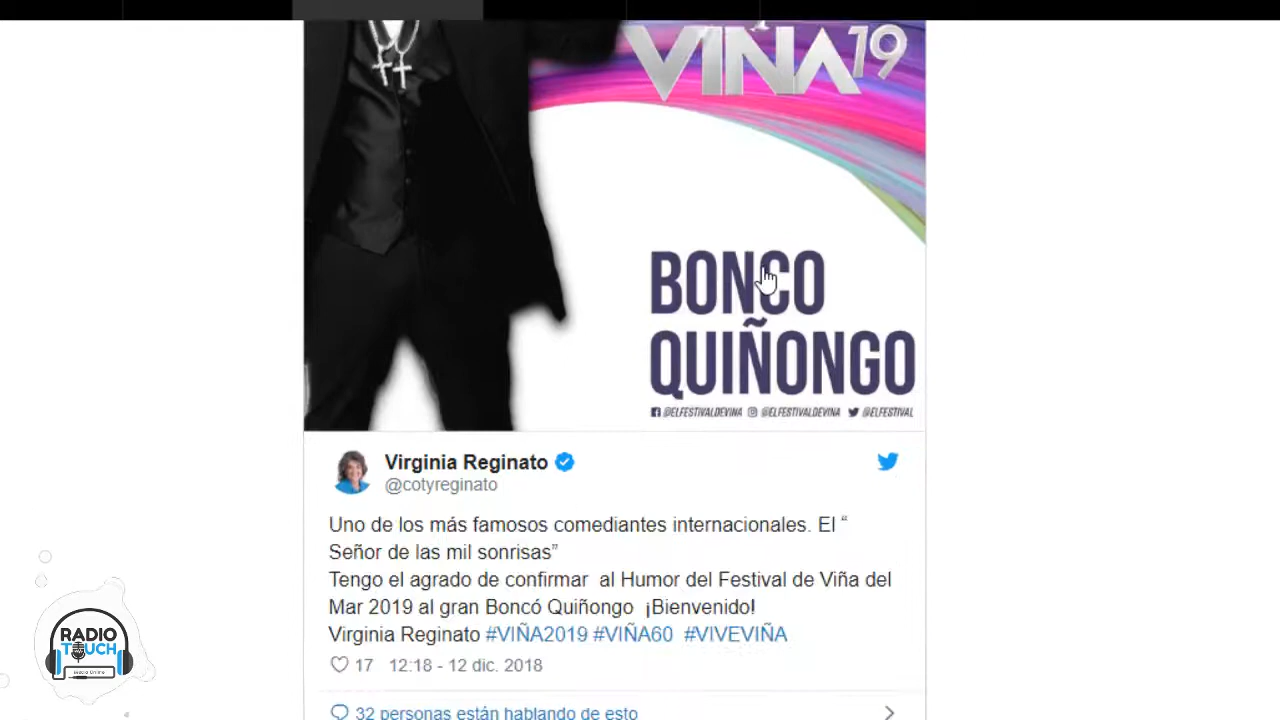 VIÑA19
BONCO
QUIÑONGO
@ELFESTIVALDEVINA @ELFESTIVALDEVINA @ELFESTIVAL
Virginia Reginato
@cotyreginato
Uno de los más famosos comediantes internacionales. El “
Señor de las mil sonrisas”
Tengo el agrado de confirmar al Humor del Festival de Viña del
Mar 2019 al gran Boncó Quiñongo ¡Bienvenido!
Virginia Reginato #VIÑA2019 #VIÑA60 #VIVEVIÑA
17 12:18 - 12 dic. 2018
32 personas están hablando de esto
RADIO
TOUCH